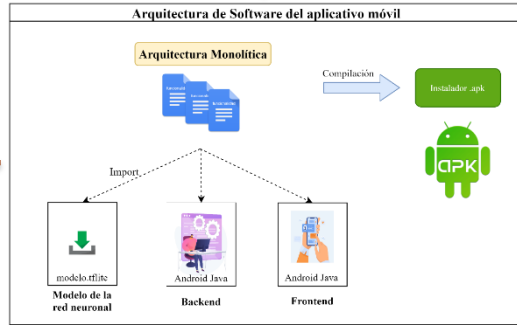 Arquitectura de Software del aplicativo móvil
Arquitectura Monolítica
Compilación
Instalador .apk
APK
Import
modelo.tflite
Android Java
Android Java
Modelo de la
red neuronal
Backend
Frontend